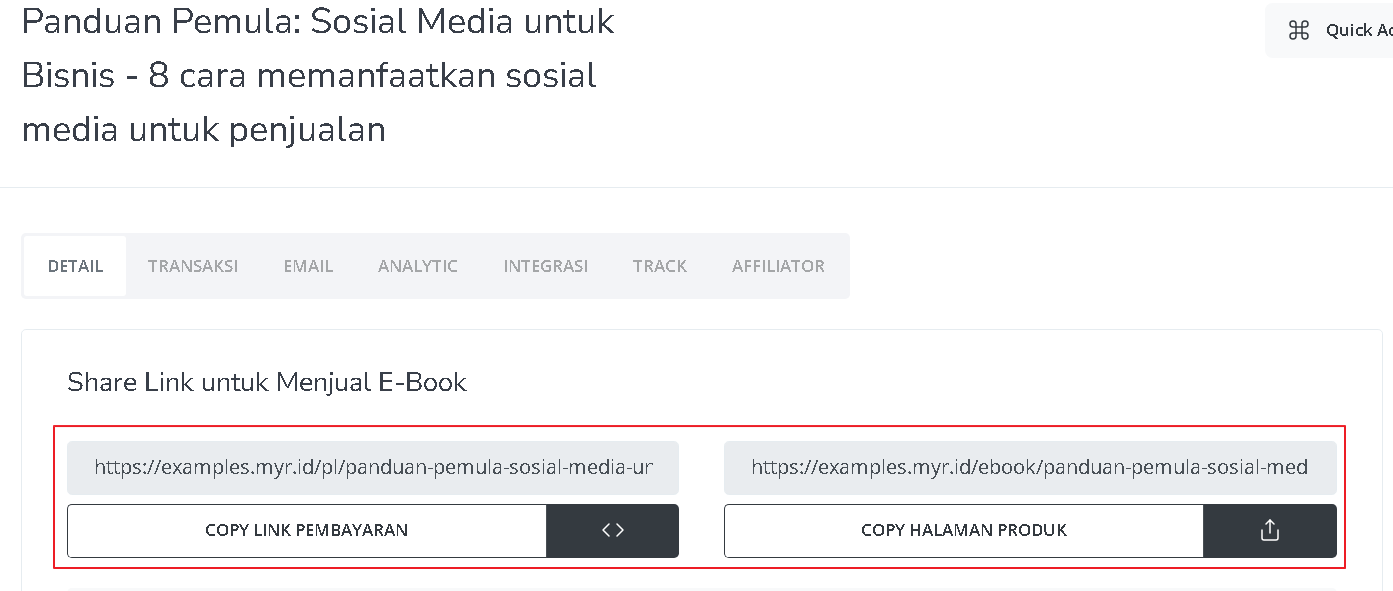 Panduan Pemula: Sosial Media untuk
Bisnis - 8 cara memanfaatkan sosial
media untuk penjualan
Quick Ac
DETAIL TRANSAKSI EMAIL ANALYTIC INTEGRASI TRACK AFFILIATOR
Share Link untuk Menjual E-Book
https://examples.myr.id/pl/panduan-pemula-sosial-media-ur
https://examples.myr.id/ebook/panduan-pemula-sosial-med
COPY LINK PEMBAYARAN
COPY HALAMAN PRODUK